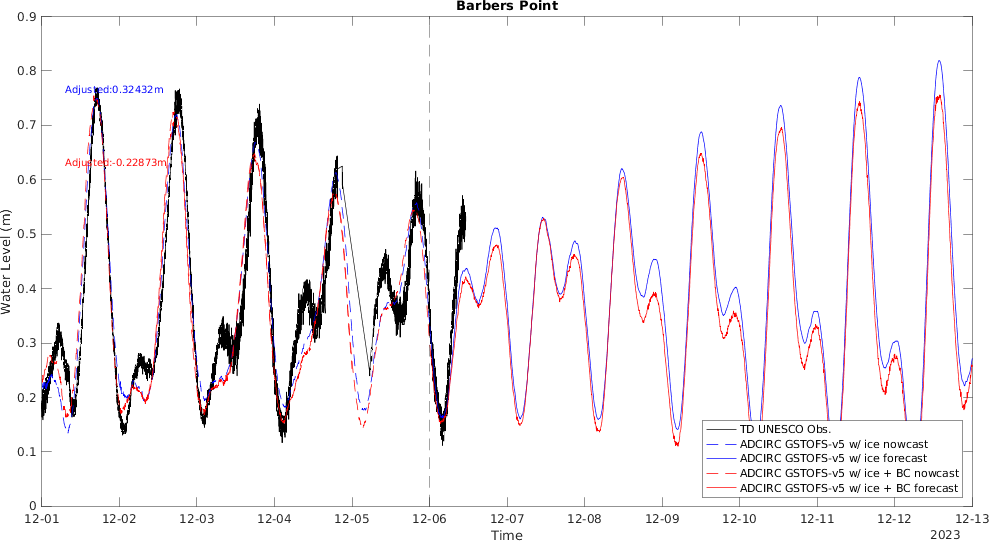 Barbers Point
0.9
0.8
0.7
0.6
0.5
0.4
0.3
0.2
0.1
0
Water Level (m)
Adjusted:0.32432m
Adjusted:-0.22873m
TD UNESCO Obs.
ADCIRC GSTOFS-v5 w/ ice nowcast
ADCIRC GSTOFS-v5 w/ ice forecast
ADCIRC GSTOFS-v5 w/ ice + BC nowcast
ADCIRC GSTOFS-v5 w/ ice + BC forecast
12-01 12-02 12-03 12-04 12-05 12-06 12-07 12-08 12-09 12-10 12-11 12-12 12-13
Time
2023